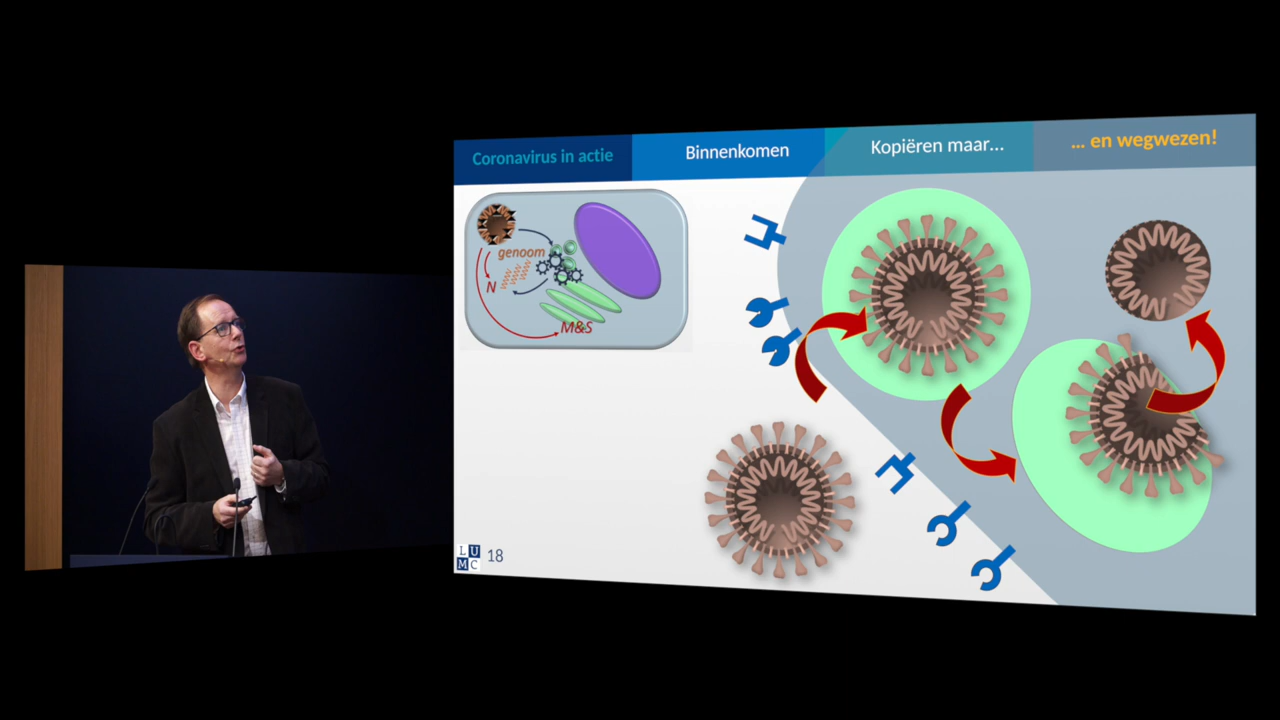 Coronavirus in actie
Binnenkomen
Kopiëren maar...
... en wegwezen!
genoom
N
M&S
L U
M C
18